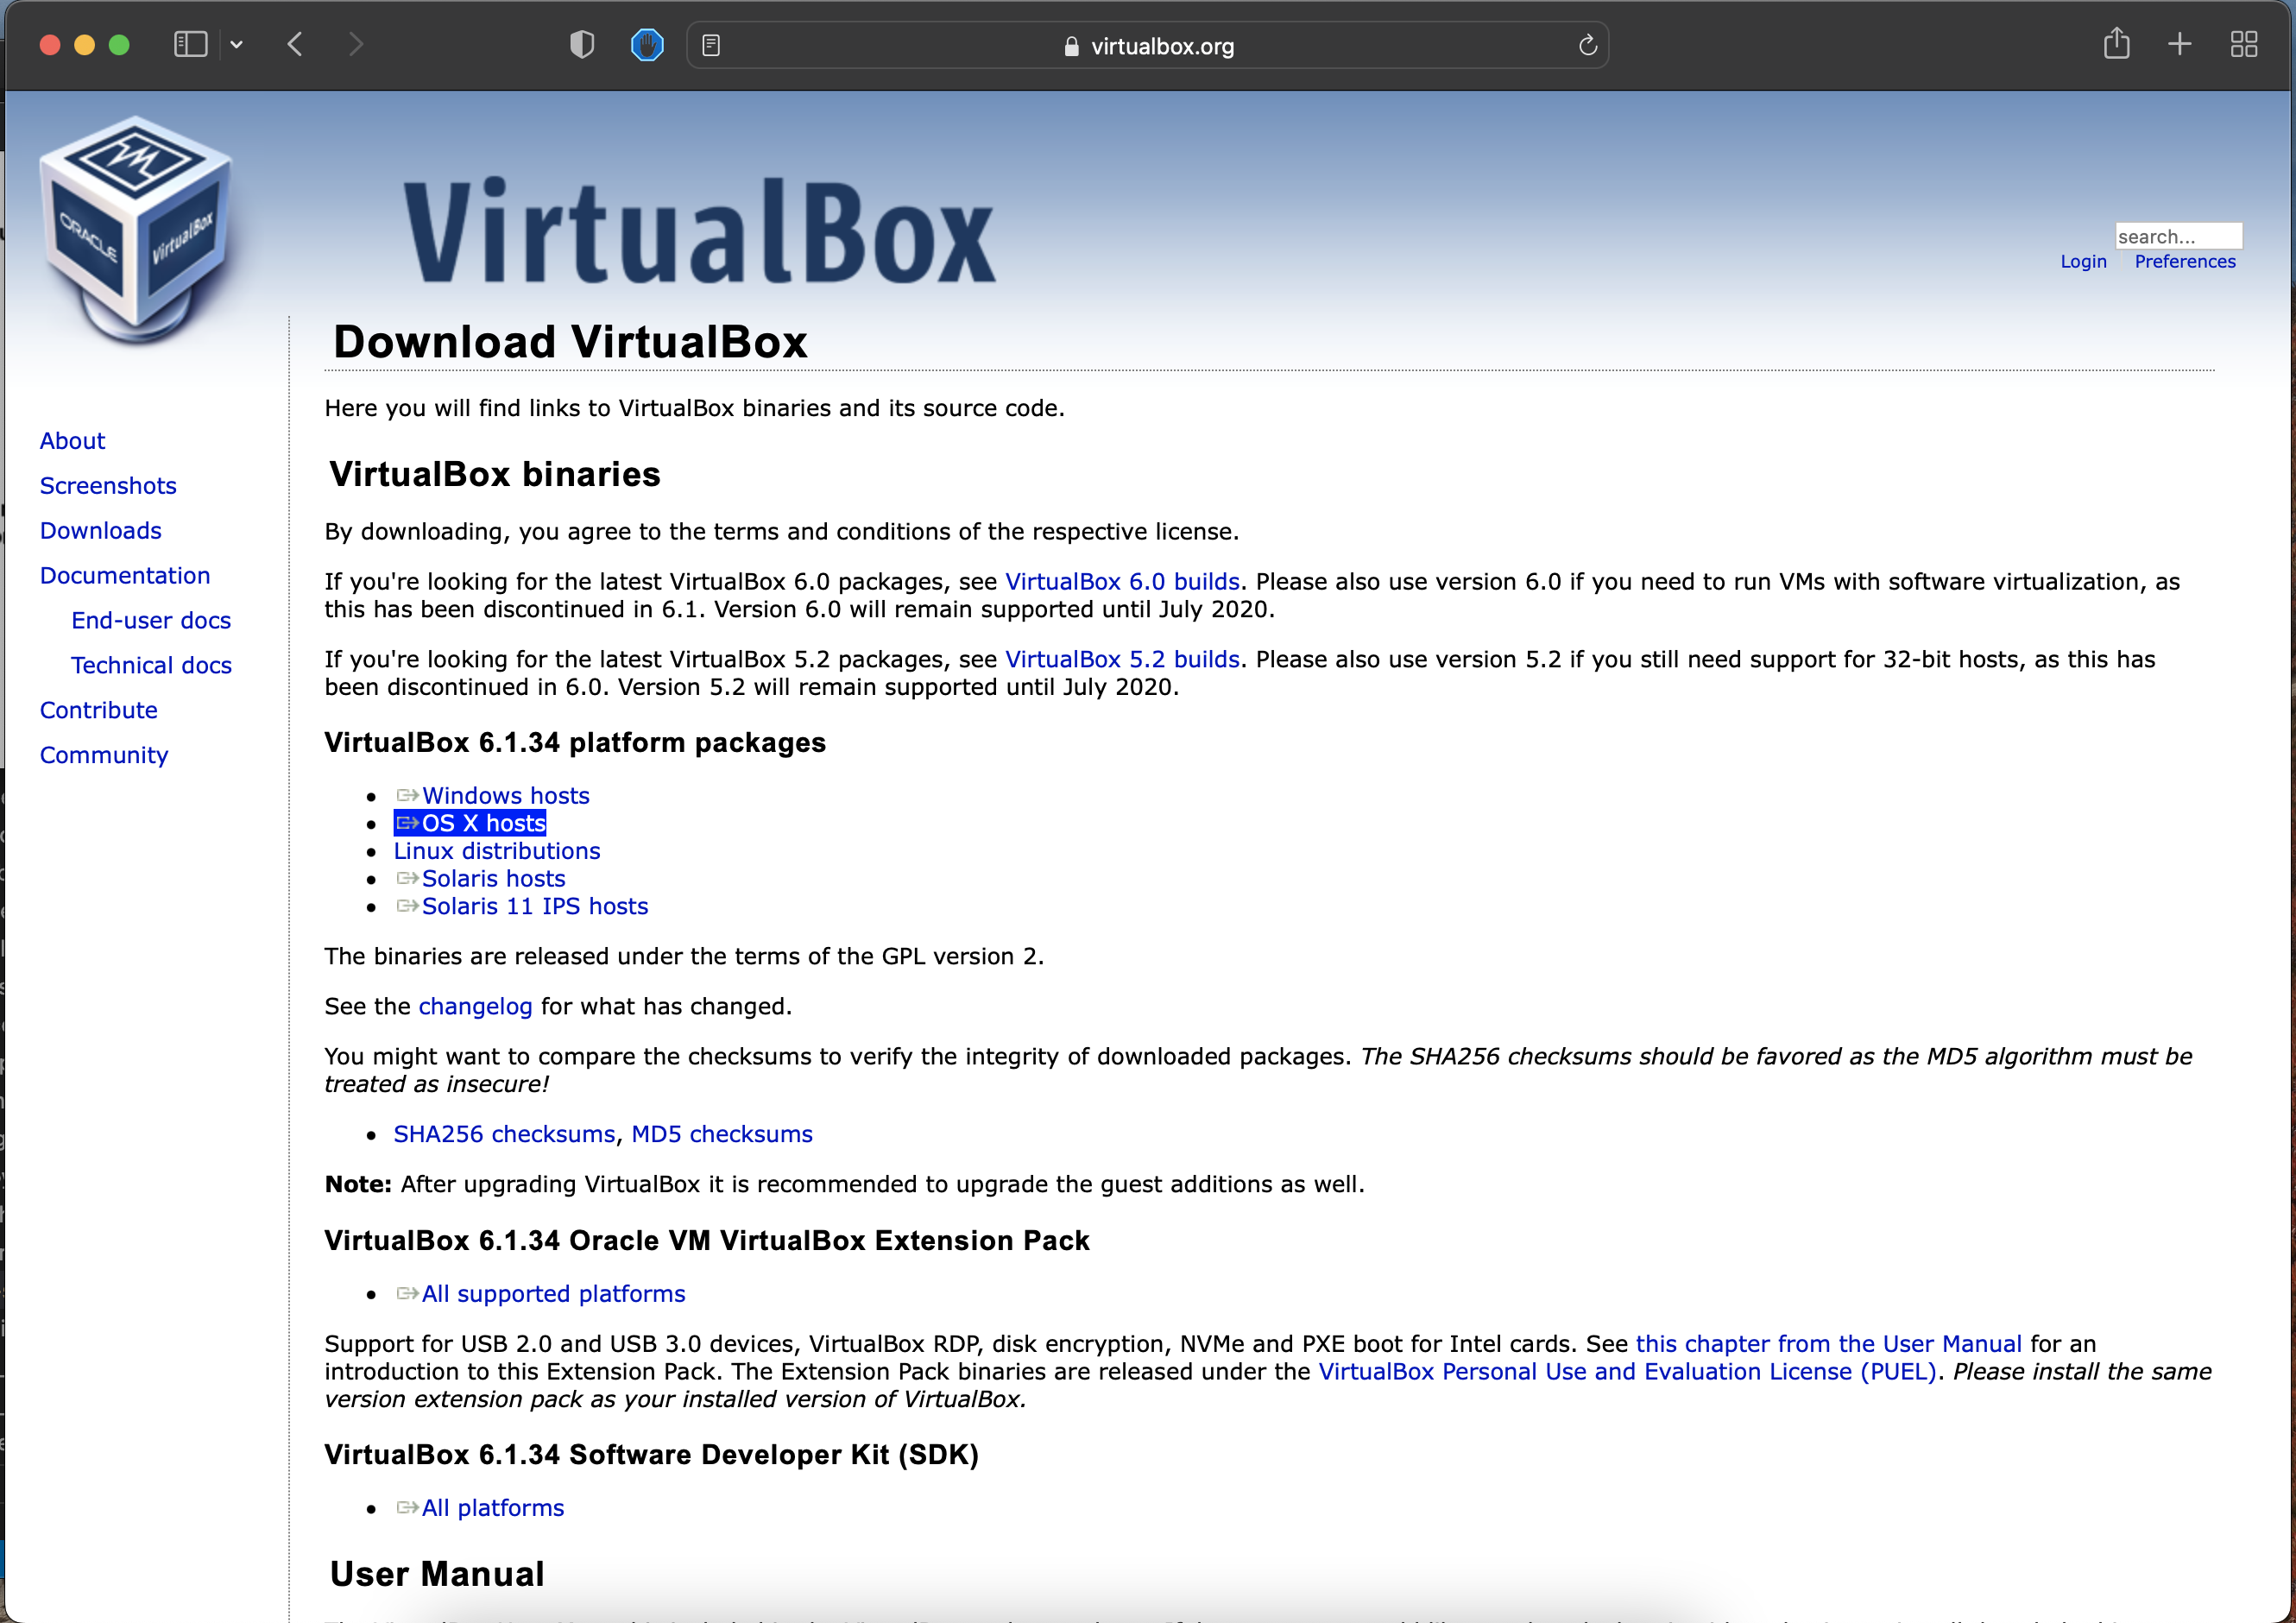 virtualbox.org
ORACLE
VirtualBox
VirtualBox
search...
Login Preferences
About
Screenshots
Downloads
Documentation
End-user docs
Technical docs
Contribute
Community
Download VirtualBox
Here you will find links to VirtualBox binaries and its source code.
VirtualBox binaries
By downloading, you agree to the terms and conditions of the respective license.
If you're looking for the latest VirtualBox 6.0 packages, see VirtualBox 6.0 builds. Please also use version 6.0 if you need to run VMs with software virtualization, as
this has been discontinued in 6.1. Version 6.0 will remain supported until July 2020.
If you're looking for the latest VirtualBox 5.2 packages, see VirtualBox 5.2 builds. Please also use version 5.2 if you still need support for 32-bit hosts, as this has
been discontinued in 6.0. Version 5.2 will remain supported until July 2020.
VirtualBox 6.1.34 platform packages
Windows hosts
OS X hosts
Linux distributions
Solaris hosts
Solaris 11 IPS hosts
The binaries are released under the terms of the GPL version 2.
See the changelog for what has changed.
You might want to compare the checksums to verify the integrity of downloaded packages. The SHA256 checksums should be favored as the MD5 algorithm must be
treated as insecure!
SHA256 checksums, MD5 checksums
Note: After upgrading VirtualBox it is recommended to upgrade the guest additions as well.
VirtualBox 6.1.34 Oracle VM VirtualBox Extension Pack
All supported platforms
Support for USB 2.0 and USB 3.0 devices, VirtualBox RDP, disk encryption, NVMe and PXE boot for Intel cards. See this chapter from the User Manual for an
introduction to this Extension Pack. The Extension Pack binaries are released under the VirtualBox Personal Use and Evaluation License (PUEL). Please install the same
version extension pack as your installed version of VirtualBox.
VirtualBox 6.1.34 Software Developer Kit (SDK)
All platforms
User Manual